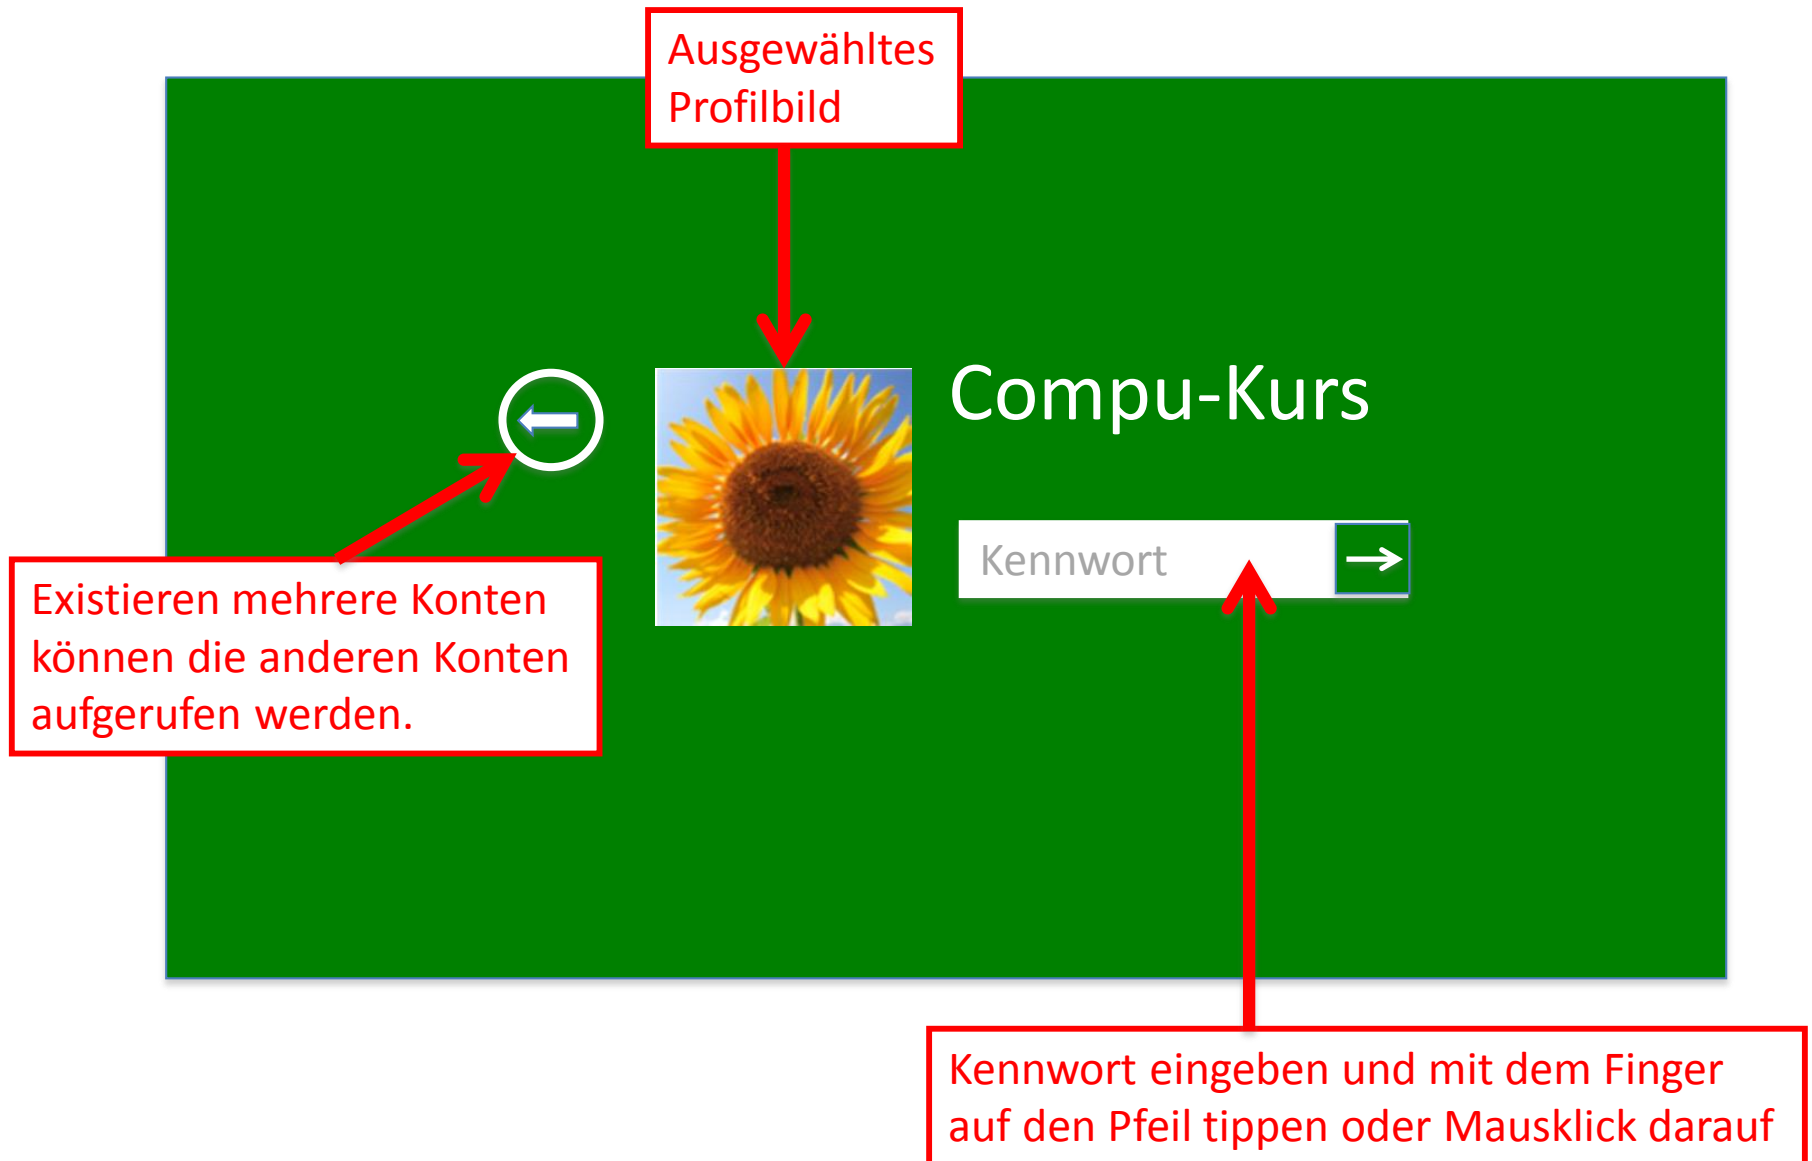 Ausgewähltes
Profilbild
Compu-Kurs
Kennwort
Existieren mehrere Konten
können die anderen Konten
aufgerufen werden.
Kennwort eingeben und mit dem Finger
auf den Pfeil tippen oder Mausklick darauf